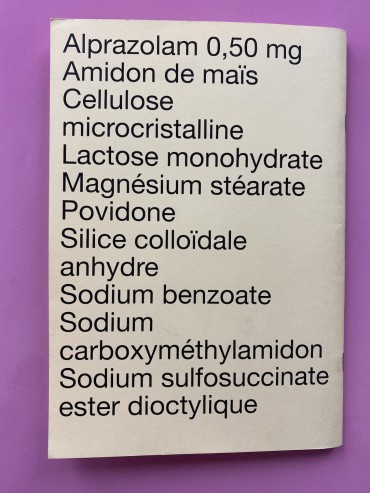 Alprazolam 0,50 mg
Amidon de maïs
Cellulose
microcristalline
Lactose monohydrate
Magnésium stéarate
Povidone
Silice colloïdale
anhydre
Sodium benzoate
Sodium
carboxyméthylamidon
Sodium sulfosuccinate
ester dioctylique